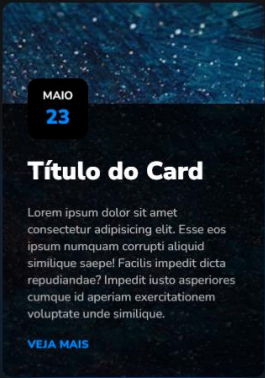 MAIO
23
Título do Card
Lorem ipsum dolor sit amet
consectetur adipisicing elit. Esse eos
ipsum numquam corrupti aliquid
similique saepe! Facilis impedit dicta
repudiandae? Impedit iusto asperiores
cumque id aperiam exercitationem
voluptate unde similique.
VEJA MAIS